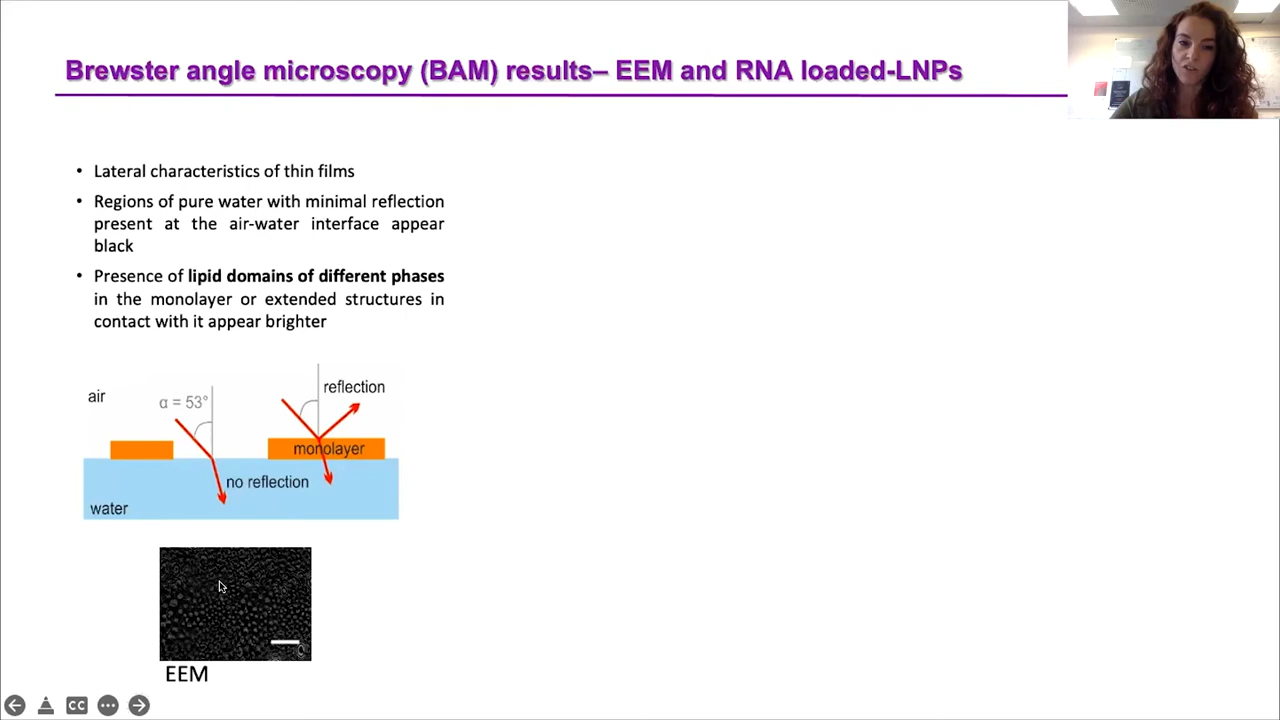 Brewster angle microscopy (BAM) results– EEM and RNA loaded-LNPs
• Lateral characteristics of thin films
• Regions of pure water with minimal reflection
present at the air-water interface appear
black
• Presence of lipid domains of different phases
in the monolayer or extended structures in
contact with it appear brighter
air
α = 53°
reflection
monolayer
no reflection
water
EEM
CC